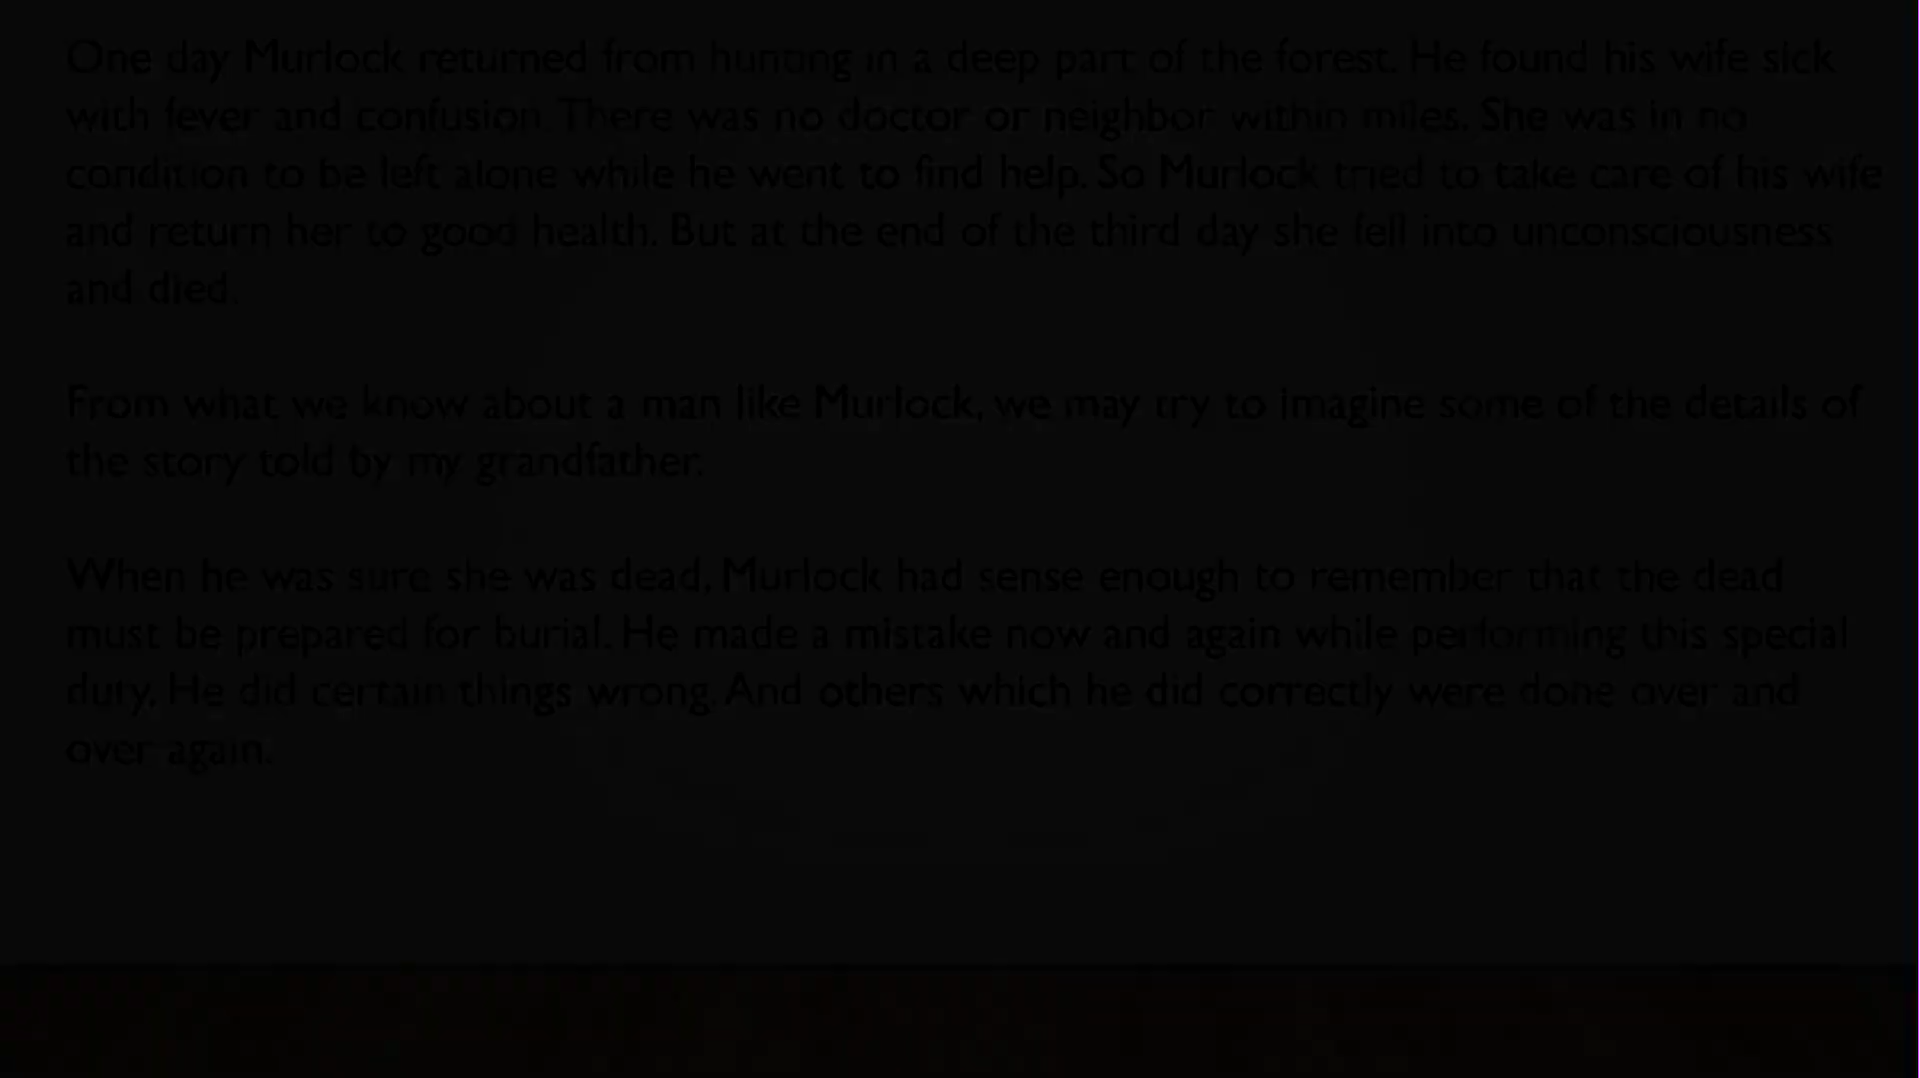 One day Murlock returned from hunting in a deep part of the forest. He found his wife sick
with fever and confusion. There was no doctor or neighbor within miles. She was in no
condition to be left alone while he went to find help. So Murlock tried to take care of his wife
and return her to good health. But at the end of the third day she fell into unconsciousness
and died.
From what we know about a man like Murlock, we may try to imagine some of the details of
the story told by my grandfather.
When he was sure she was dead, Murlock had sense enough to remember that the dead
must be prepared for burial. He made a mistake now and again while performing this special
duty. He did certain things wrong. And others which he did correctly were done over and
over again.